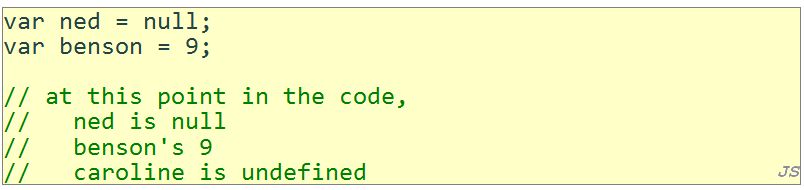 var ned = null;
var benson = 9;
// at this point in the code,
//   ned is null
//   benson's 9
//   caroline is undefined
JS